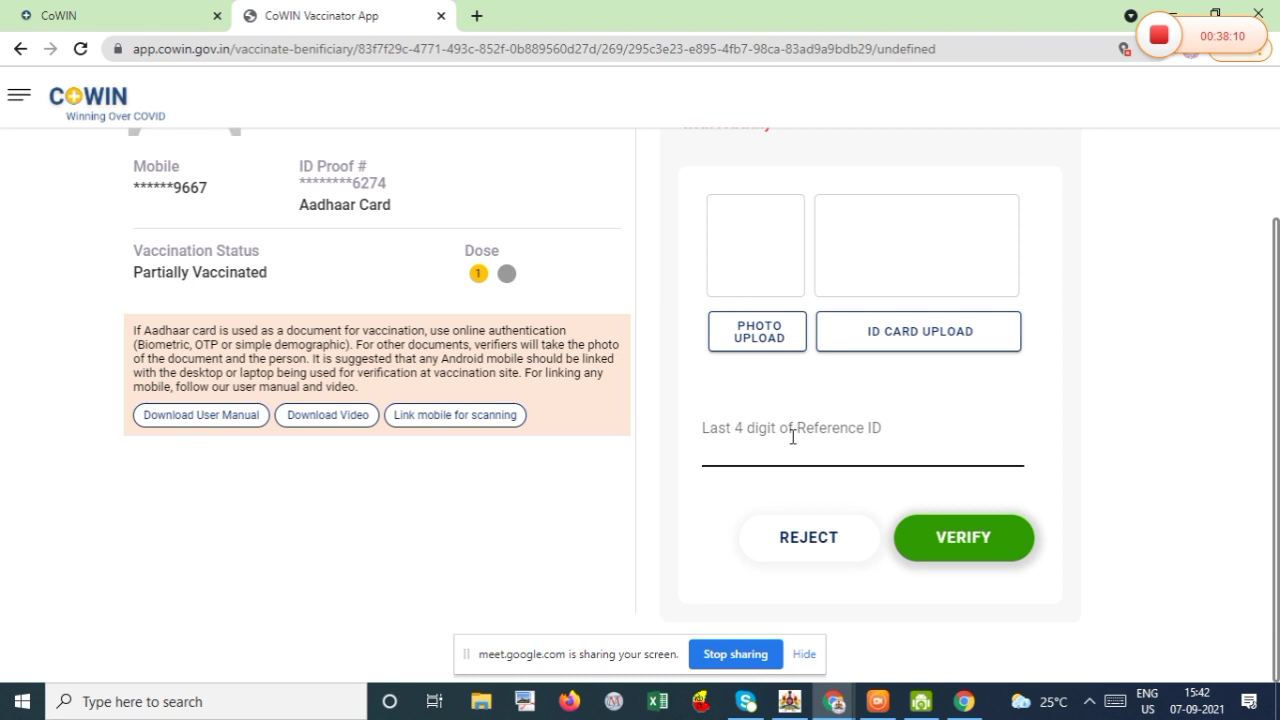 CoWIN
CoWIN Vaccinator App
app.cowin.gov.in/vaccinate-benificiary/83f7f29c-4771-493c-852f-0b889560d27d/269/295c3e23-e895-4fb7-98ca-83ad9a9bdb29/undefined
00:38:10
COWIN
Winning Over COVID
Mobile
******9667
ID Proof #
********6274
Aadhaar Card
Vaccination Status
Partially Vaccinated
Dose
1
If Aadhaar card is used as a document for vaccination, use online authentication
(Biometric, OTP or simple demographic). For other documents, verifiers will take the photo
of the document and the person. It is suggested that any Android mobile should be linked
with the desktop or laptop being used for verification at vaccination site. For linking any
mobile, follow our user manual and video.
Download User Manual
Download Video
Link mobile for scanning
PHOTO
UPLOAD
ID CARD UPLOAD
Last 4 digit of Reference ID
REJECT
VERIFY
meet.google.com is sharing your screen.
Stop sharing
Hide
Type here to search
25°C
ENG
US
15:42
07-09-2021